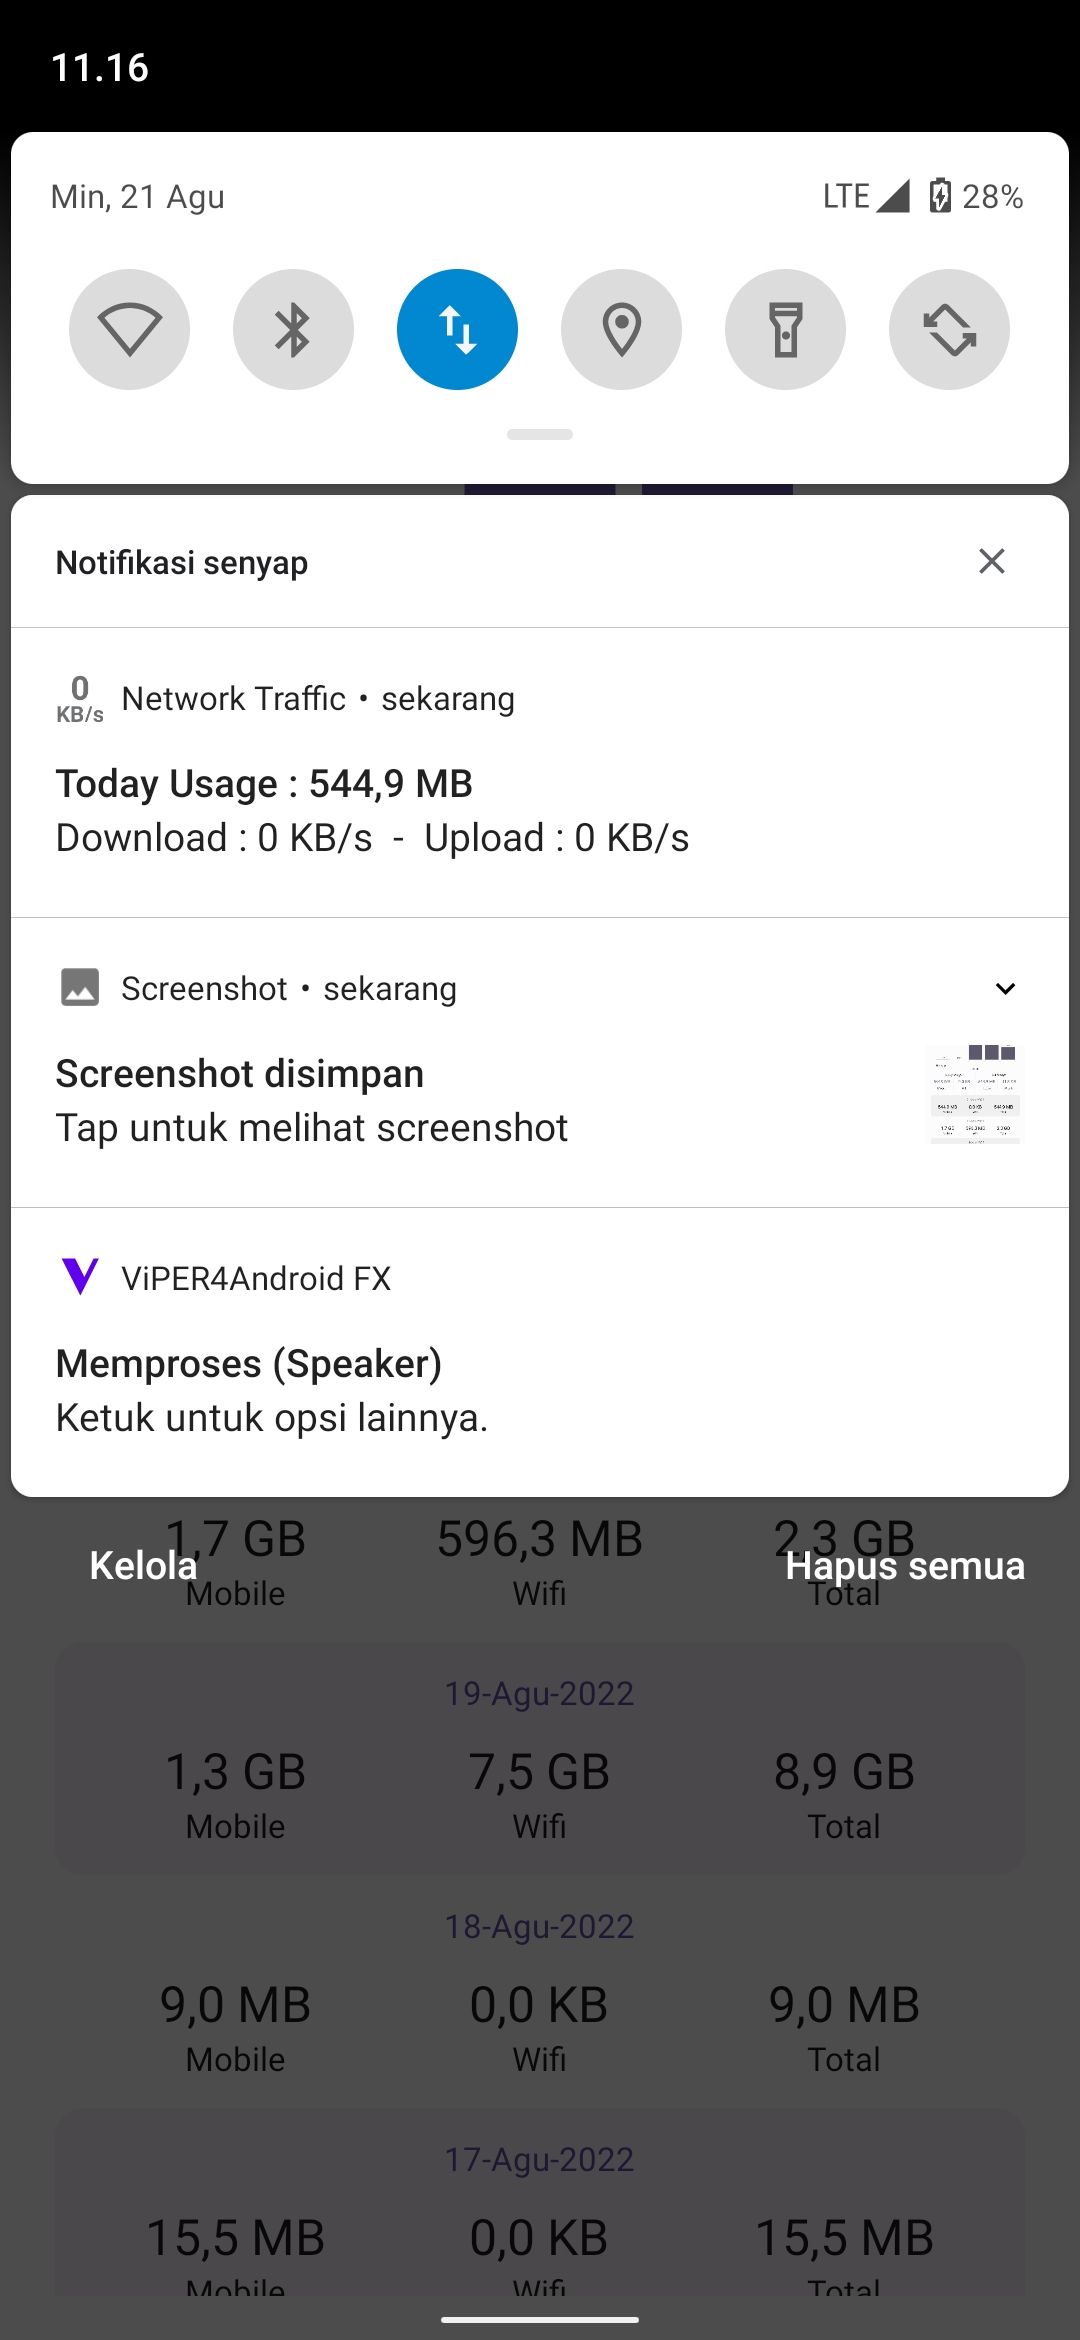 11.16
Min, 21 Agu LTE 28%
Notifikasi senyap
0 KB/s Network Traffic • sekarang
Today Usage : 544,9 MB
Download : 0 KB/s - Upload : 0 KB/s
Screenshot • sekarang
Screenshot disimpan
Tap untuk melihat screenshot
ViPER4Android FX
Memproses (Speaker)
Ketuk untuk opsi lainnya.
1,7 GB 596,3 MB 2,3 GB
Kelola Hapus semua
Mobile Wifi Total
19-Agu-2022
1,3 GB 7,5 GB 8,9 GB
Mobile Wifi Total
18-Agu-2022
9,0 MB 0,0 KB 9,0 MB
Mobile Wifi Total
17-Agu-2022
15,5 MB 0,0 KB 15,5 MB
Mobile Wifi Total